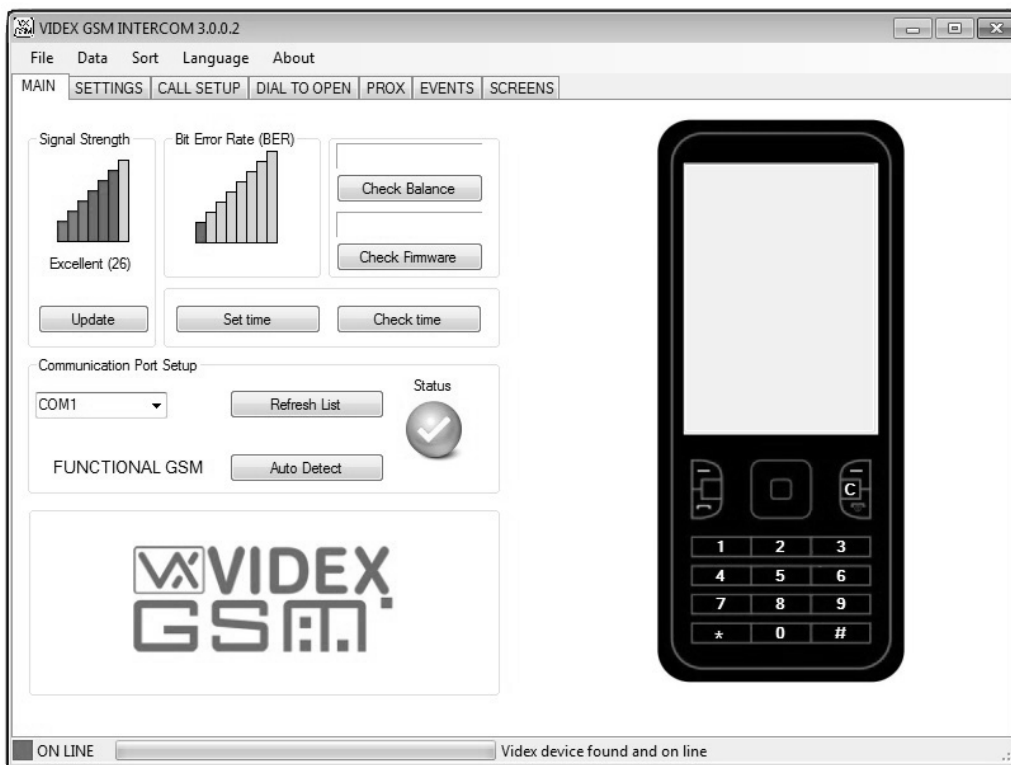 VIDEX GSM INTERCOM 3.0.0.2
File Data Sort Language About
MAIN SETTINGS CALL SETUP DIAL TO OPEN PROX EVENTS SCREENS
Signal Strength
Excellent (26)
Update
Bit Error Rate (BER)
Check Balance
Check Firmware
Set time Check time
Communication Port Setup
COM1 Refresh List
Status
FUNCTIONAL GSM Auto Detect
VX VIDEX
GSM
C
1 2 3
4 5 6
7 8 9
* 0 #
ON LINE Videx device found and on line